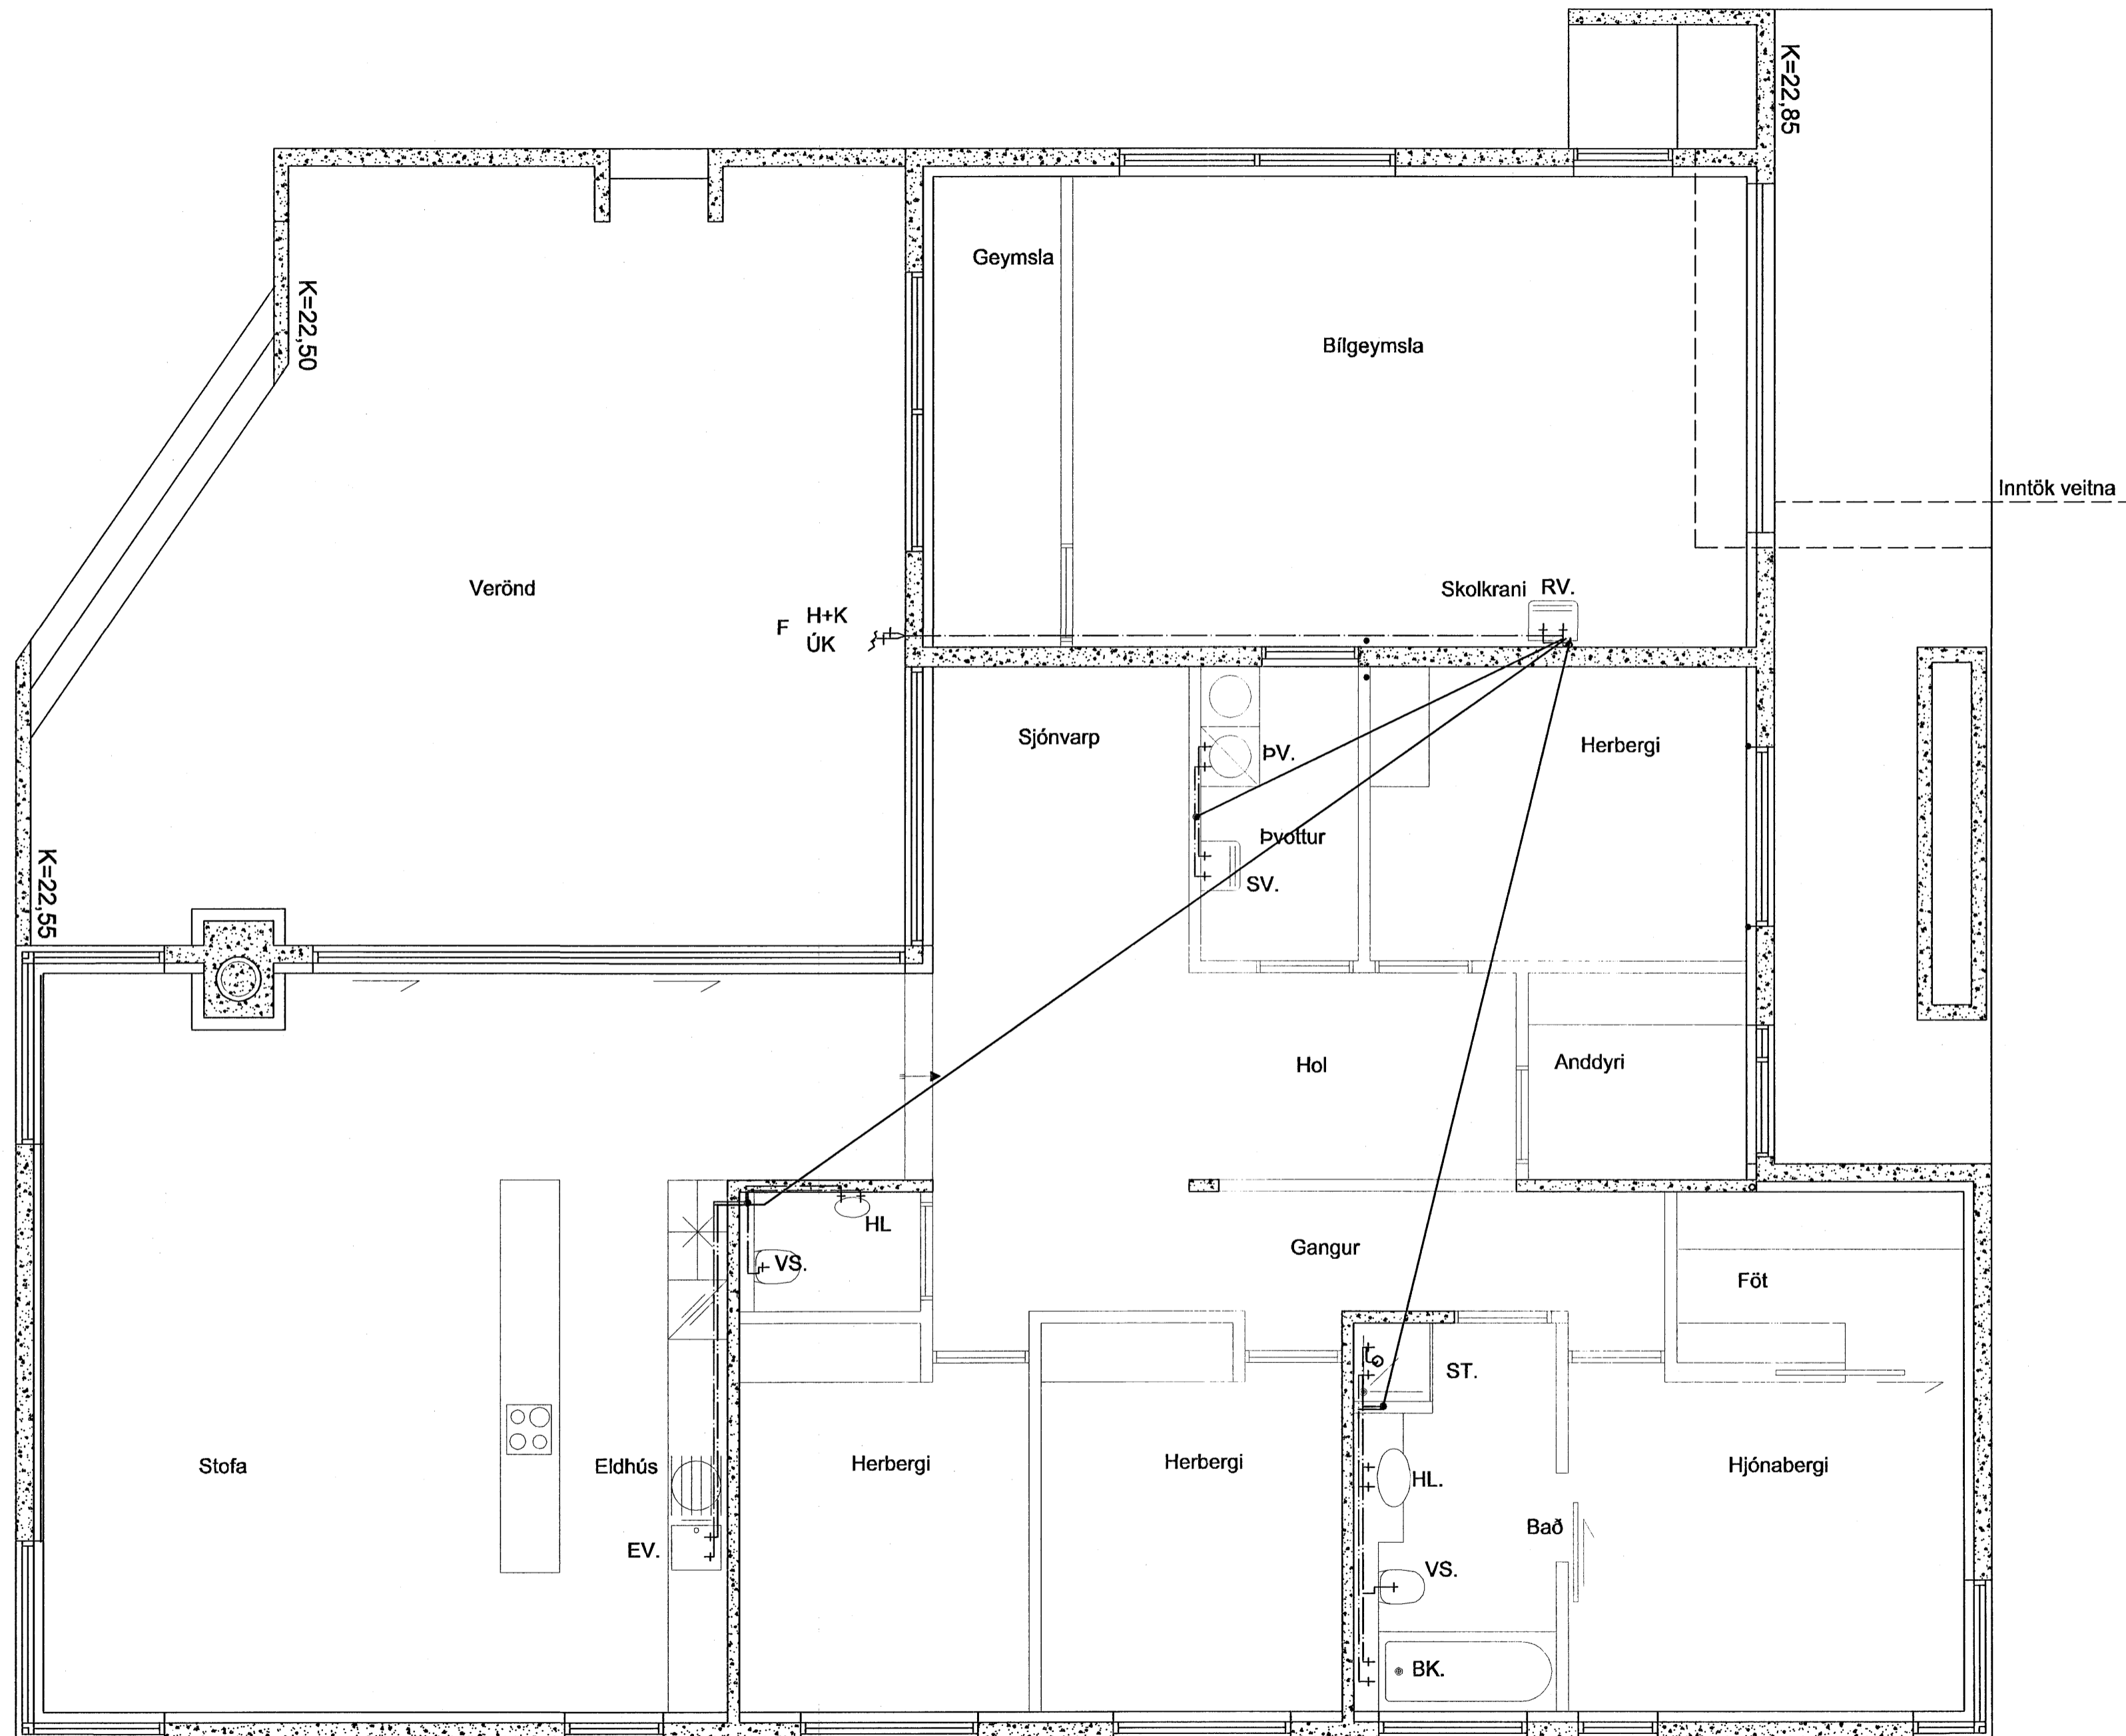 K=22,85
Geymsla
K=22,50
Bílgeymsla
Inntök veitna
Verönd
Skolkrani RV.
F H+K
ÚK
Sjónvarp
Herbergi
ÞV.
Þvottur
SV.
K=22,55
Hol
Anddyri
HL
Gangur
VS.
Föt
ST.
Stofa
Eldhús
Herbergi
Herbergi
HL.
Hjónabergi
Bað
EV.
VS.
BK.